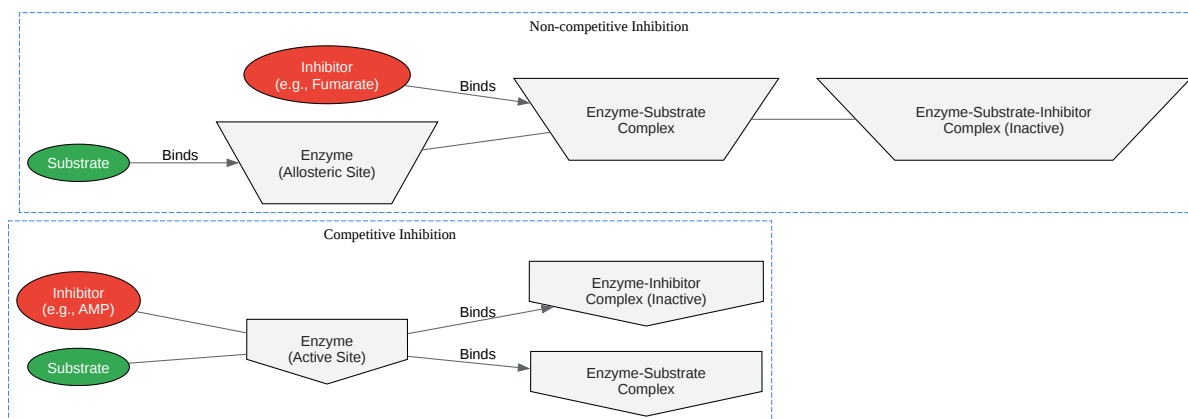 Non-competitive Inhibition
Inhibitor
(e.g., Fumarate)
Binds
Enzyme-Substrate
Complex
Enzyme-Substrate-Inhibitor
Complex (Inactive)
Substrate
Binds
Enzyme
(Allosteric Site)
Competitive Inhibition
Inhibitor
(e.g., AMP)
Substrate
Enzyme
(Active Site)
Binds
Enzyme-Inhibitor
Complex (Inactive)
Binds
Enzyme-Substrate
Complex